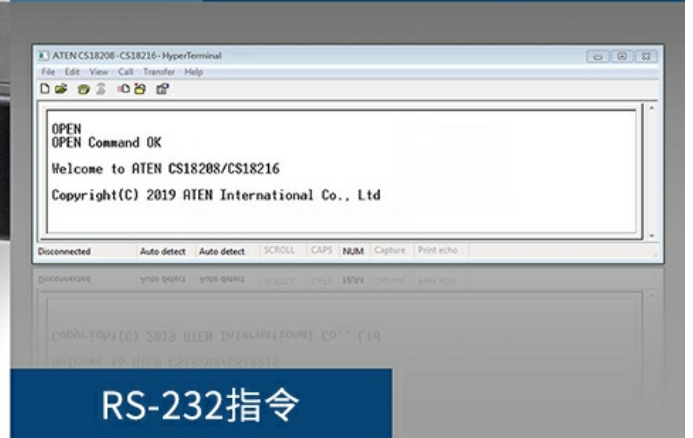 ATEN CS18208-CS18216-HyperTerminal
File Edit View Call Transfer Help
OPEN
OPEN Command OK
Welcome to ATEN CS18208/CS18216
Copyright(C) 2019 ATEN International Co., Ltd
Disconnected Auto detect Auto detect SCROLL CAPS NUM Capture Print echo
RS-232指令